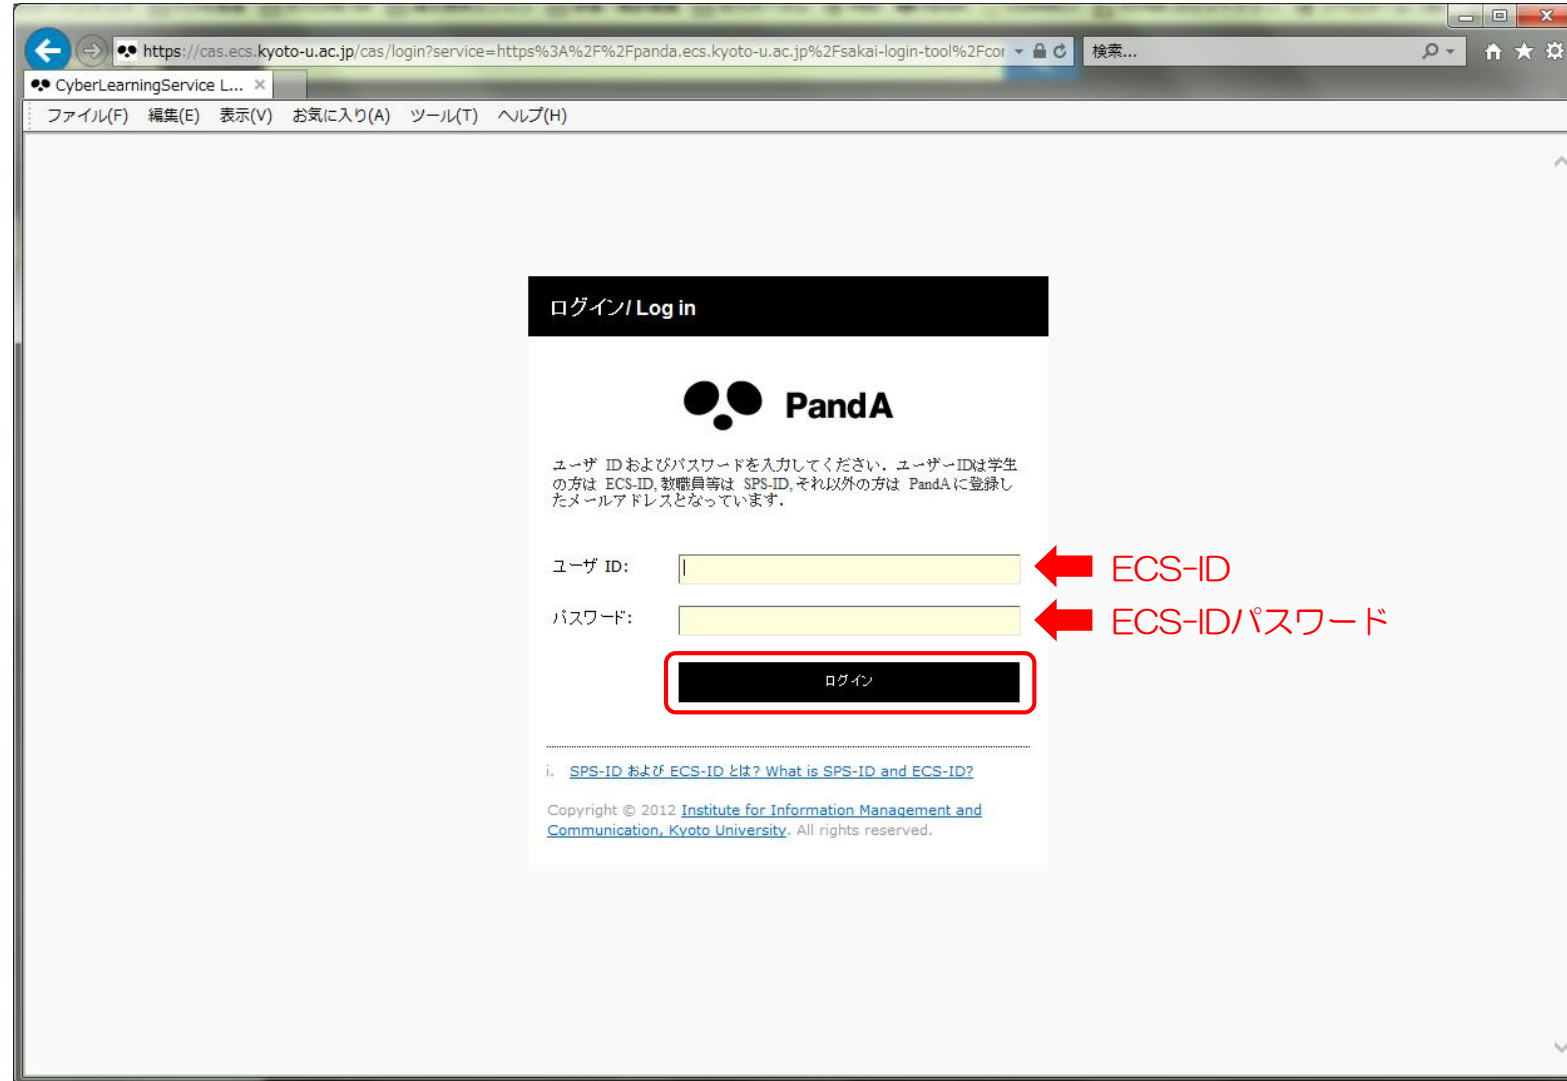 https://cas.ecs.kyoto-u.ac.jp/cas/login?service=https%3A%2F%2Fpanda.ecs.kyoto-u.ac.jp%2Fsakai-login-tool%2Fcor
検索...
CyberLearningService L...
ファイル(F) 編集(E) 表示(V) お気に入り(A) ツール(T) ヘルプ(H)
ログイン/ Log in
PandA
ユーザ ID およびパスワードを入力してください．ユーザーIDは学生
の方は ECS-ID, 教職員等は SPS-ID, それ以外の方は PandA に登録し
たメールアドレスとなっています．
ユーザ ID:
ECS-ID
パスワード:
ECS-IDパスワード
ログイン
i. SPS-ID および ECS-ID とは? What is SPS-ID and ECS-ID?
Copyright © 2012 Institute for Information Management and
Communication, Kyoto University. All rights reserved.